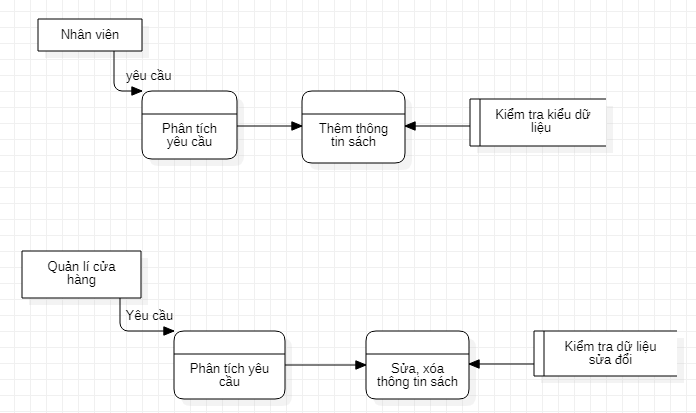 Nhân viên
yêu cầu
Phân tích
yêu cầu
Thêm thông
tin sách
Kiểm tra kiểu dữ
liệu
Quản lí cửa
hàng
Yêu cầu
Phân tích yêu
cầu
Sửa, xóa
thông tin sách
Kiểm tra dữ liệu
sửa đổi